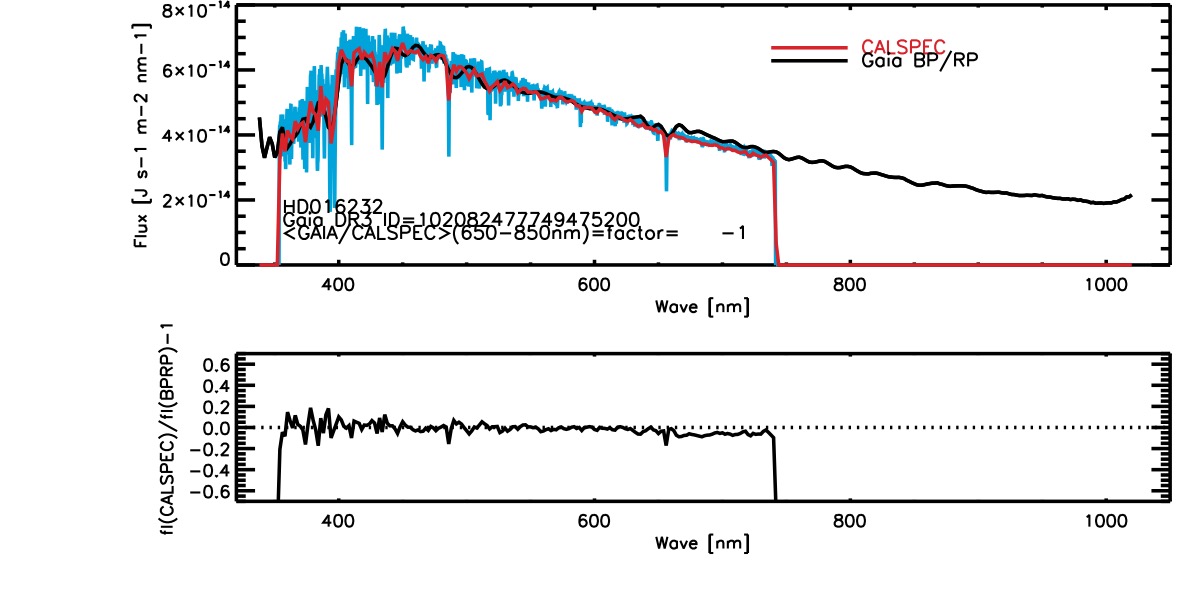 8×10−14
6×10−14
4×10−14
2×10−14
0
Flux [J s−1 m−2 nm−1]
CALSPEC
Gaia BP/RP
HD016232
Gaia DR3 ID=102082477749475200
<GAIA/CALSPEC>(650−850nm)=factor= −1
400 600 800 1000
Wave [nm]
fl(CALSPEC)/fl(BPRP)−1
0.6
0.4
0.2
0.0
−0.2
−0.4
−0.6
400 600 800 1000
Wave [nm]